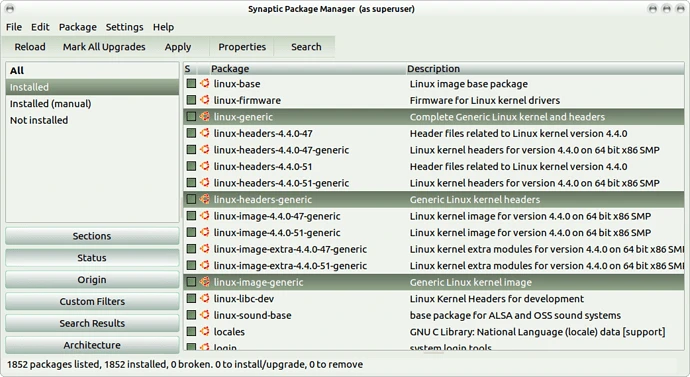 Synaptic Package Manager (as superuser)
File Edit Package Settings Help
Reload Mark All Upgrades Apply Properties Search
All
Installed
Installed (manual)
Not installed
Sections
Status
Origin
Custom Filters
Search Results
Architecture
S Package Description
linux-base Linux image base package
linux-firmware Firmware for Linux kernel drivers
linux-generic Complete Generic Linux kernel and headers
linux-headers-4.4.0-47 Header files related to Linux kernel version 4.4.0
linux-headers-4.4.0-47-generic Linux kernel headers for version 4.4.0 on 64 bit x86 SMP
linux-headers-4.4.0-51 Header files related to Linux kernel version 4.4.0
linux-headers-4.4.0-51-generic Linux kernel headers for version 4.4.0 on 64 bit x86 SMP
linux-headers-generic Generic Linux kernel headers
linux-image-4.4.0-47-generic Linux kernel image for version 4.4.0 on 64 bit x86 SMP
linux-image-4.4.0-51-generic Linux kernel image for version 4.4.0 on 64 bit x86 SMP
linux-image-extra-4.4.0-47-generic Linux kernel extra modules for version 4.4.0 on 64 bit x86 SM
linux-image-extra-4.4.0-51-generic Linux kernel extra modules for version 4.4.0 on 64 bit x86 SM
linux-image-generic Generic Linux kernel image
linux-libc-dev Linux Kernel Headers for development
linux-sound-base base package for ALSA and OSS sound systems
locales GNU C Library: National Language (locale) data [support]
login system login tools
1852 packages listed, 1852 installed, 0 broken. 0 to install/upgrade, 0 to remove